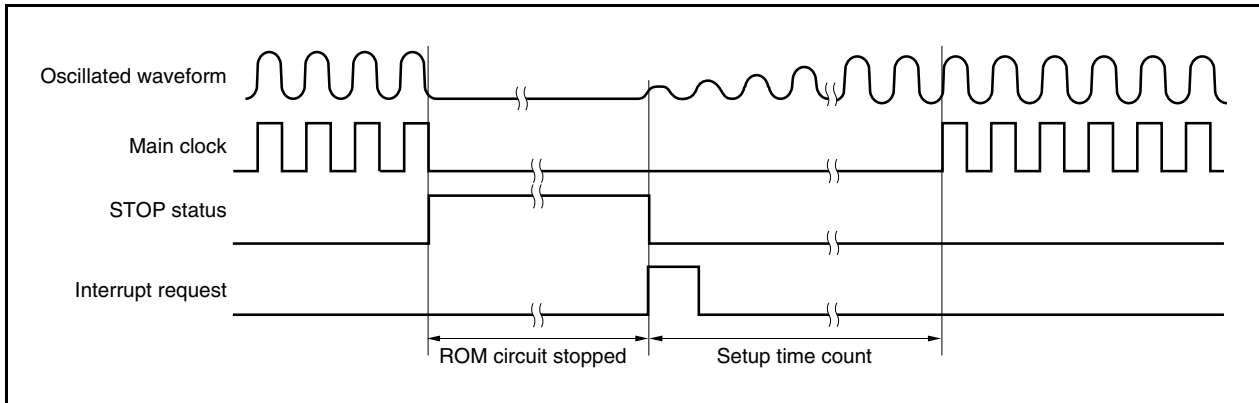 Oscillated waveform
Main clock
STOP status
Interrupt request
ROM circuit stopped
Setup time count